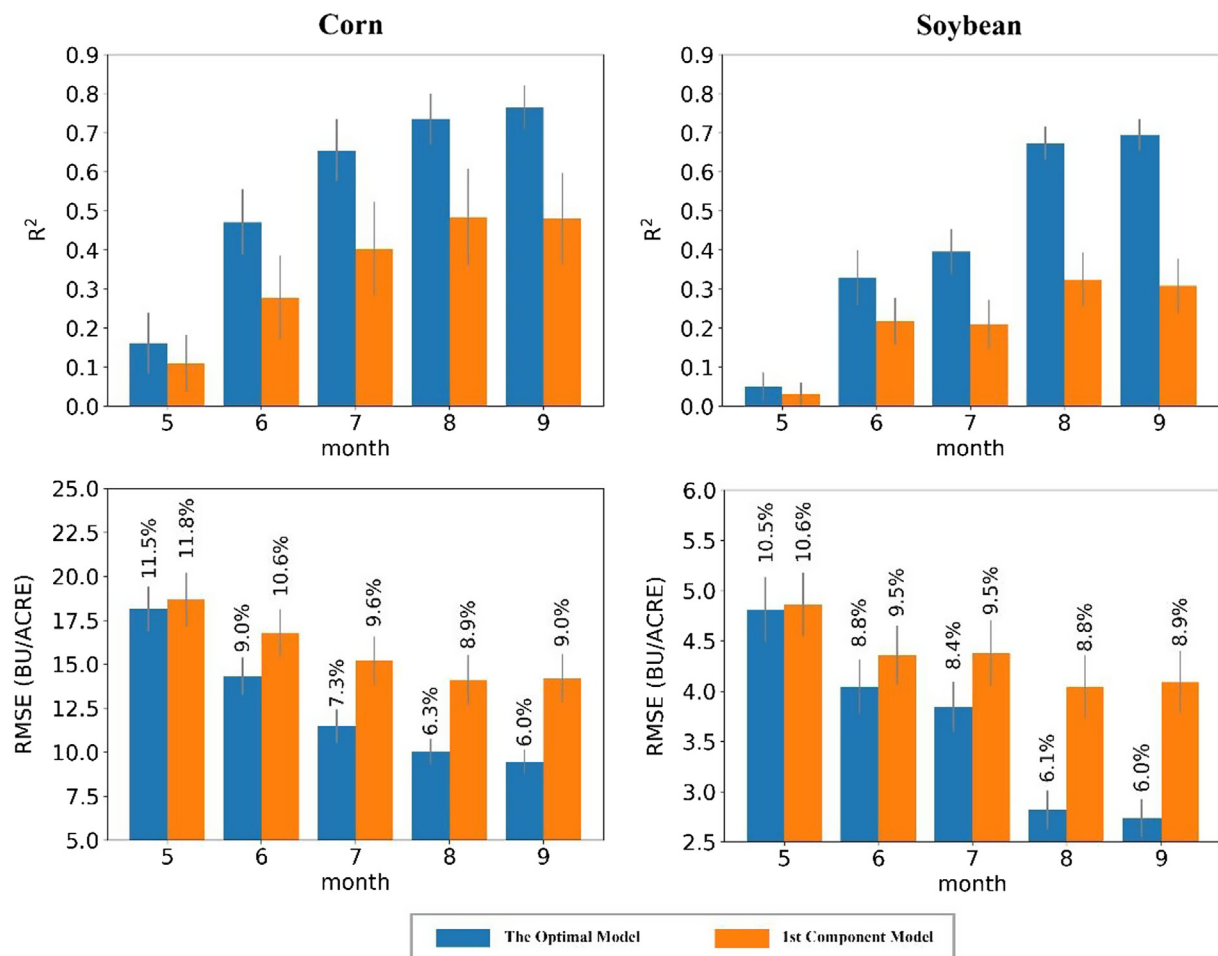 Corn
Soybean
0.9
0.8
0.7
0.6
0.5
0.4
0.3
0.2
0.1
0.0
R²
5 6 7 8 9
month
0.9
0.8
0.7
0.6
0.5
0.4
0.3
0.2
0.1
0.0
R²
5 6 7 8 9
month
25.0
22.5
20.0
17.5
15.0
12.5
10.0
7.5
5.0
RMSE (BU/ACRE)
11.5% 11.8% 9.0% 10.6% 7.3% 9.6% 6.3% 8.9% 6.0% 9.0%
5 6 7 8 9
month
6.0
5.5
5.0
4.5
4.0
3.5
3.0
2.5
RMSE (BU/ACRE)
10.5% 10.6% 8.8% 9.5% 8.4% 9.5% 6.1% 8.8% 6.0% 8.9%
5 6 7 8 9
month
The Optimal Model 1st Component Model